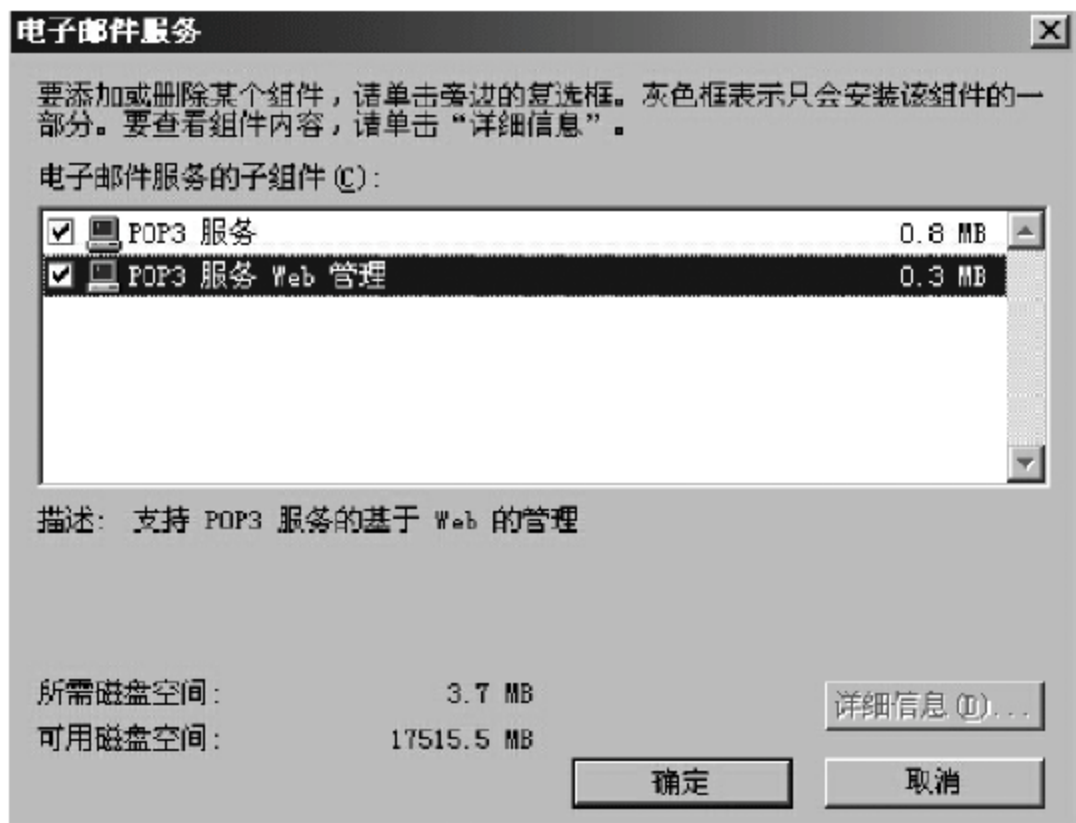 电子邮件服务
要添加或删除某个组件，请单击旁边的复选框。灰色框表示只会安装该组件的一
部分。要查看组件内容，请单击“详细信息”。
电子邮件服务的子组件(C):
POP3 服务 0.8 MB
POP3 服务 Web 管理 0.3 MB
描述: 支持 POP3 服务的基于 Web 的管理
所需磁盘空间: 3.7 MB
详细信息(D)...
可用磁盘空间: 17515.5 MB
确定 取消